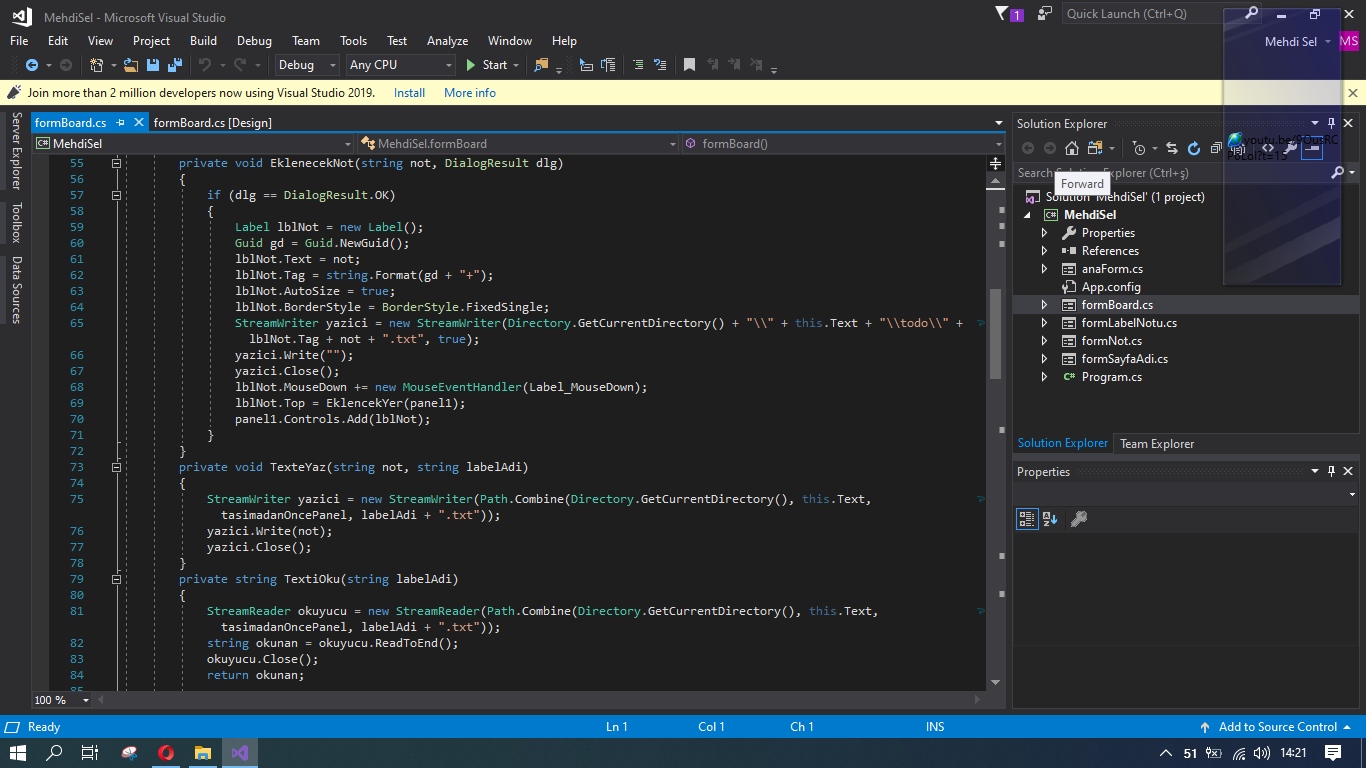 MehdiSel - Microsoft Visual Studio
1
Quick Launch (Ctrl+Q)
File Edit View Project Build Debug Team Tools Test Analyze Window Help
Mehdi Sel
MS
Debug
Any CPU
Start
Join more than 2 million developers now using Visual Studio 2019. Install More info
Server Explorer
Toolbox
Data Sources
formBoard.cs
formBoard.cs [Design]
C# MehdiSel
MehdiSel.formBoard
formBoard()
55 private void EklenecekNot(string not, DialogResult dlg)
56 {
57 if (dlg == DialogResult.OK)
58 {
59 Label lblNot = new Label();
60 Guid gd = Guid.NewGuid();
61 lblNot.Text = not;
62 lblNot.Tag = string.Format(gd + "+");
63 lblNot.AutoSize = true;
64 lblNot.BorderStyle = BorderStyle.FixedSingle;
65 StreamWriter yazici = new StreamWriter(Directory.GetCurrentDirectory() + "\\" + this.Text + "\\todo\\" +
lblNot.Tag + not + ".txt", true);
66 yazici.Write("");
67 yazici.Close();
68 lblNot.MouseDown += new MouseEventHandler(Label_MouseDown);
69 lblNot.Top = EklencekYer(panel1);
70 panel1.Controls.Add(lblNot);
71 }
72 }
73 private void TexteYaz(string not, string labelAdi)
74 {
75 StreamWriter yazici = new StreamWriter(Path.Combine(Directory.GetCurrentDirectory(), this.Text,
tasimadanOncePanel, labelAdi + ".txt"));
76 yazici.Write(not);
77 yazici.Close();
78 }
79 private string TextiOku(string labelAdi)
80 {
81 StreamReader okuyucu = new StreamReader(Path.Combine(Directory.GetCurrentDirectory(), this.Text,
tasimadanOncePanel, labelAdi + ".txt"));
82 string okunan = okuyucu.ReadToEnd();
83 okuyucu.Close();
84 return okunan;
85
100 %
Solution Explorer
Search Solution Explorer (Ctrl+ş)
Forward
Solution 'MehdiSel' (1 project)
C# MehdiSel
Properties
References
anaForm.cs
App.config
formBoard.cs
formLabelNotu.cs
formNot.cs
formSayfaAdi.cs
C# Program.cs
Solution Explorer
Team Explorer
Properties
Ready
Ln 1
Col 1
Ch 1
INS
Add to Source Control
51
14:21